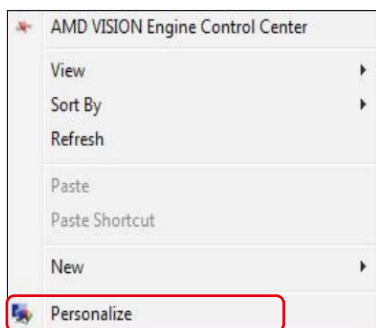 AMD VISION Engine Control Center
View
Sort By
Refresh
Paste
Paste Shortcut
New
Personalize